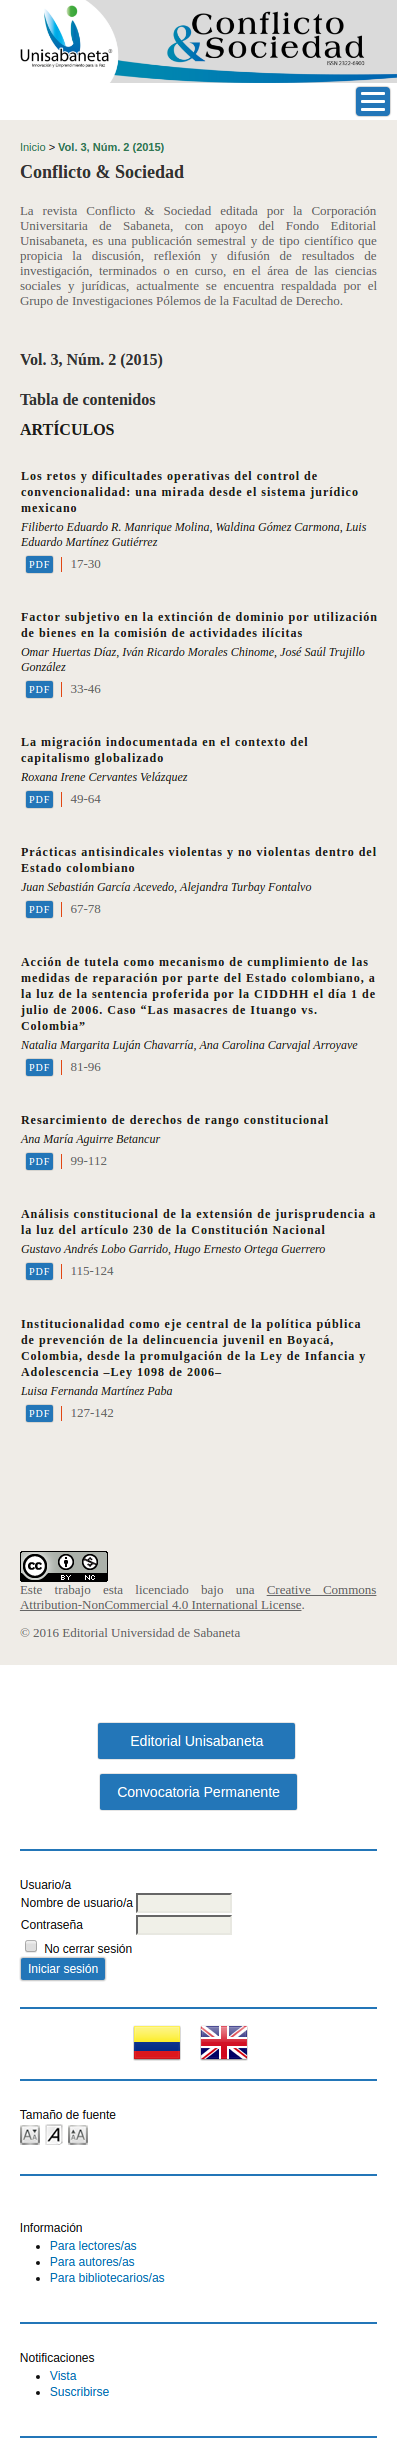 Unisabaneta®
Innovación y Emprendimiento para la Paz
Conflicto
&Sociedad
ISSN 2322-6903
Inicio > Vol. 3, Núm. 2 (2015)
Conflicto & Sociedad
La revista Conflicto & Sociedad editada por la Corporación
Universitaria de Sabaneta, con apoyo del Fondo Editorial
Unisabaneta, es una publicación semestral y de tipo científico que
propicia la discusión, reflexión y difusión de resultados de
investigación, terminados o en curso, en el área de las ciencias
sociales y jurídicas, actualmente se encuentra respaldada por el
Grupo de Investigaciones Pólemos de la Facultad de Derecho.
Vol. 3, Núm. 2 (2015)
Tabla de contenidos
ARTÍCULOS
Los retos y dificultades operativas del control de
convencionalidad: una mirada desde el sistema jurídico
mexicano
Filiberto Eduardo R. Manrique Molina, Waldina Gómez Carmona, Luis
Eduardo Martínez Gutiérrez
PDF 17-30
Factor subjetivo en la extinción de dominio por utilización
de bienes en la comisión de actividades ilícitas
Omar Huertas Díaz, Iván Ricardo Morales Chinome, José Saúl Trujillo
González
PDF 33-46
La migración indocumentada en el contexto del
capitalismo globalizado
Roxana Irene Cervantes Velázquez
PDF 49-64
Prácticas antisindicales violentas y no violentas dentro del
Estado colombiano
Juan Sebastián García Acevedo, Alejandra Turbay Fontalvo
PDF 67-78
Acción de tutela como mecanismo de cumplimiento de las
medidas de reparación por parte del Estado colombiano, a
la luz de la sentencia proferida por la CIDDHH el día 1 de
julio de 2006. Caso “Las masacres de Ituango vs.
Colombia”
Natalia Margarita Luján Chavarría, Ana Carolina Carvajal Arroyave
PDF 81-96
Resarcimiento de derechos de rango constitucional
Ana María Aguirre Betancur
PDF 99-112
Análisis constitucional de la extensión de jurisprudencia a
la luz del artículo 230 de la Constitución Nacional
Gustavo Andrés Lobo Garrido, Hugo Ernesto Ortega Guerrero
PDF 115-124
Institucionalidad como eje central de la política pública
de prevención de la delincuencia juvenil en Boyacá,
Colombia, desde la promulgación de la Ley de Infancia y
Adolescencia –Ley 1098 de 2006–
Luisa Fernanda Martínez Paba
PDF 127-142
cc BY NC
Este trabajo esta licenciado bajo una Creative Commons
Attribution-NonCommercial 4.0 International License.
© 2016 Editorial Universidad de Sabaneta
Editorial Unisabaneta
Convocatoria Permanente
Usuario/a
Nombre de usuario/a
Contraseña
No cerrar sesión
Iniciar sesión
Tamaño de fuente
AA A AA
Información
Para lectores/as
Para autores/as
Para bibliotecarios/as
Notificaciones
Vista
Suscribirse